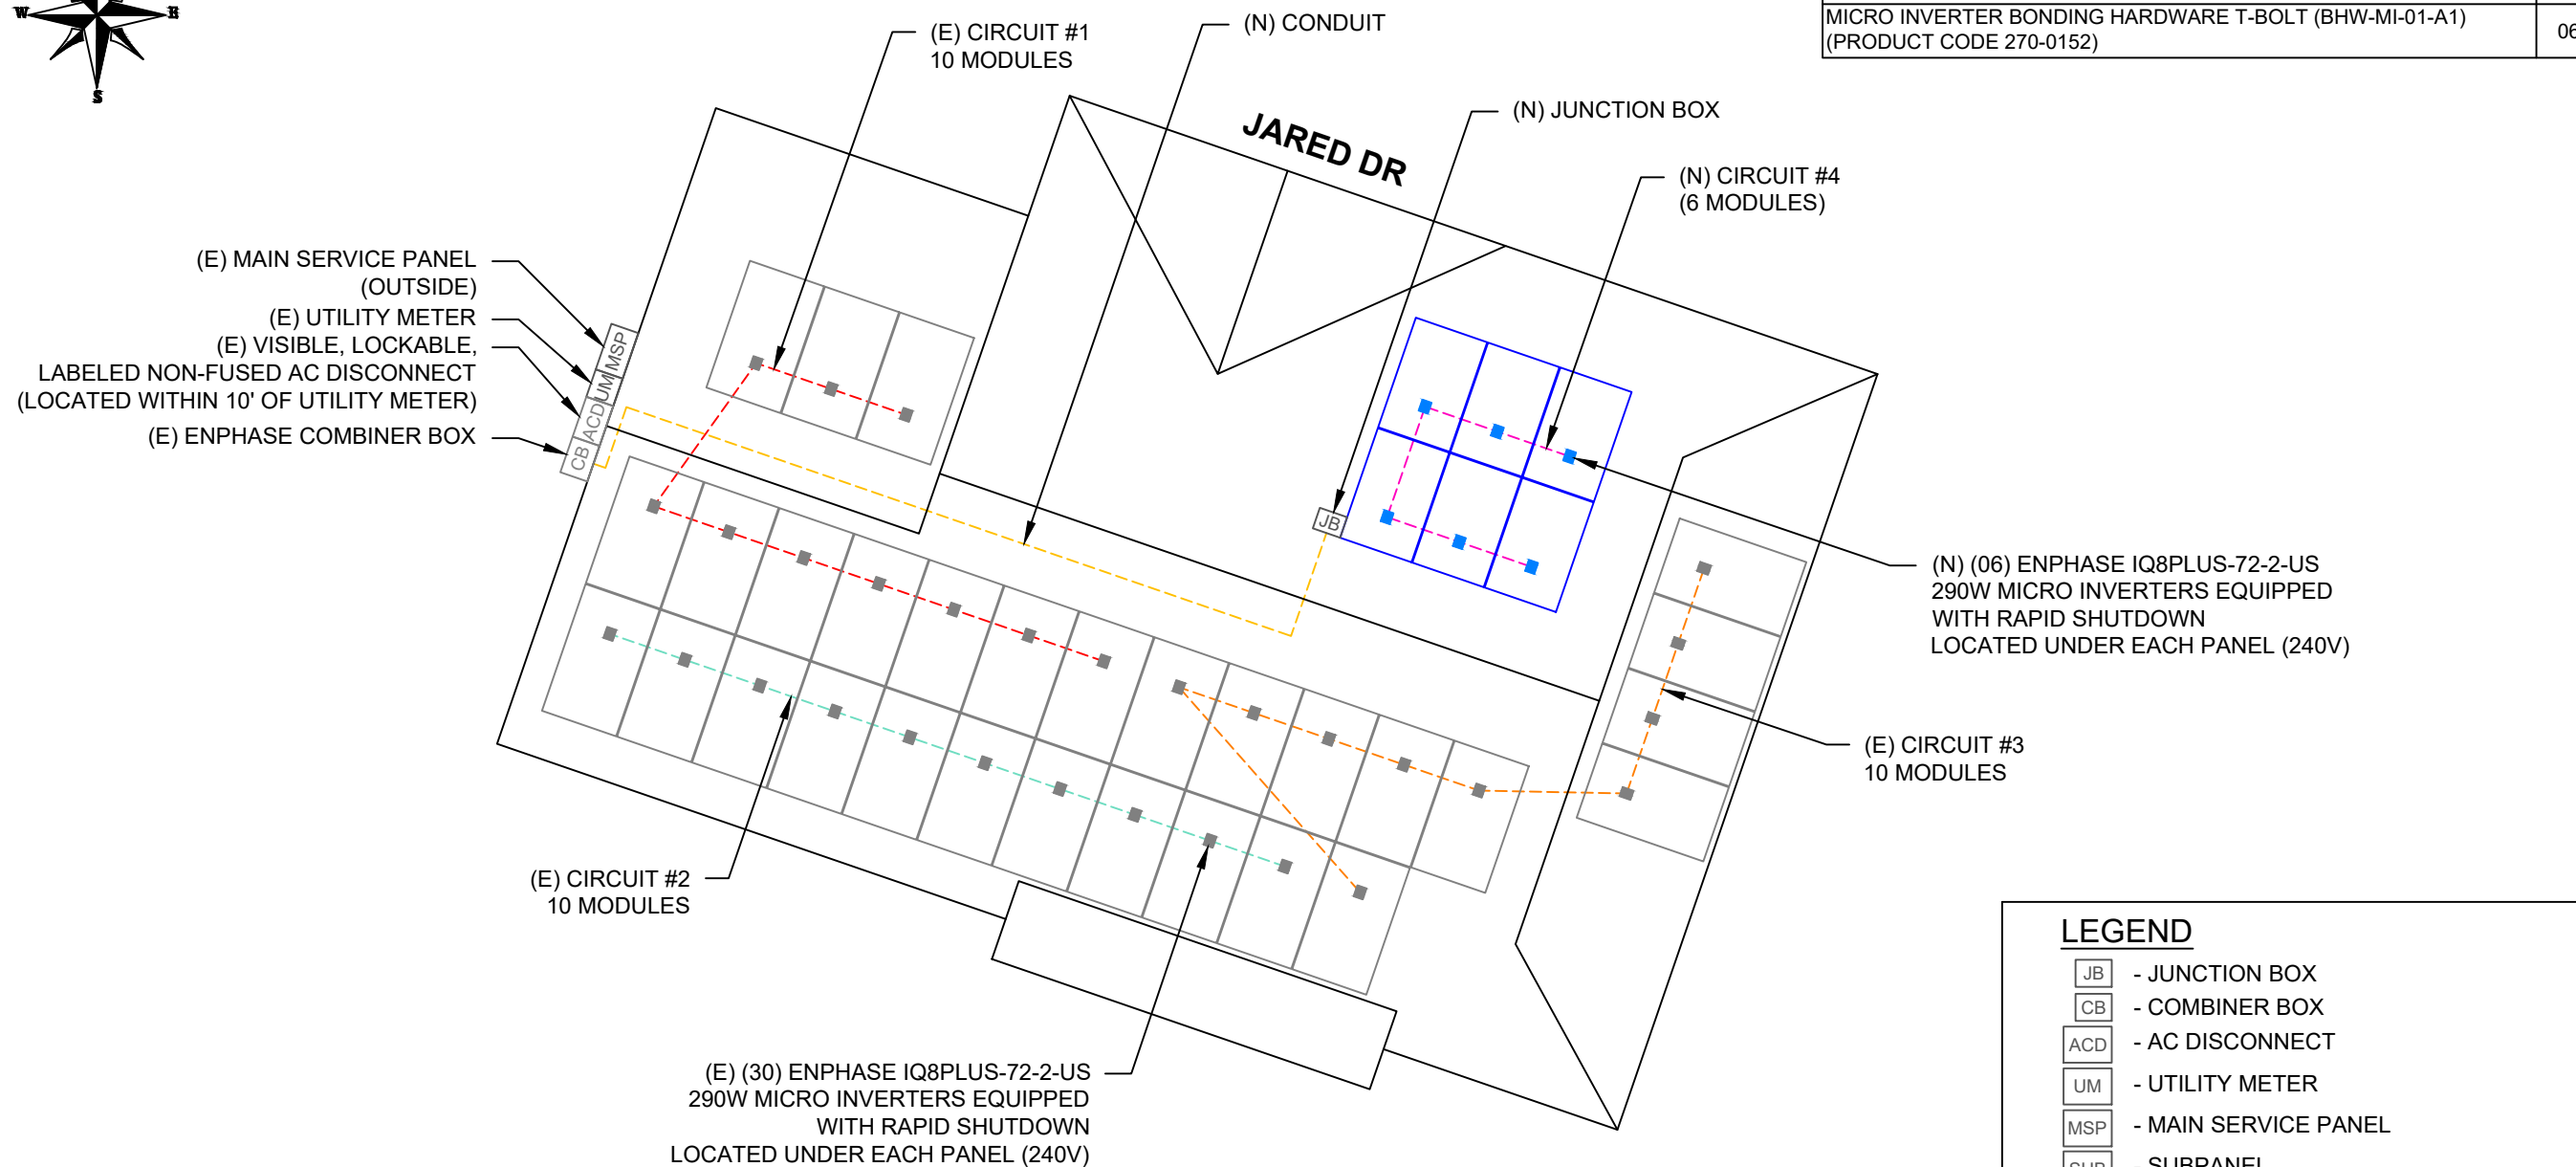 W
E
S
MICRO INVERTER BONDING HARDWARE T-BOLT (BHW-MI-01-A1)
(PRODUCT CODE 270-0152)
06
(E) CIRCUIT #1
10 MODULES
(N) CONDUIT
(N) JUNCTION BOX
JARED DR
(N) CIRCUIT #4
(6 MODULES)
(E) MAIN SERVICE PANEL
(OUTSIDE)
(E) UTILITY METER
(E) VISIBLE, LOCKABLE,
LABELED NON-FUSED AC DISCONNECT
(LOCATED WITHIN 10' OF UTILITY METER)
(E) ENPHASE COMBINER BOX
MSP
UM
ACD
CB
JB
(N) (06) ENPHASE IQ8PLUS-72-2-US
290W MICRO INVERTERS EQUIPPED
WITH RAPID SHUTDOWN
LOCATED UNDER EACH PANEL (240V)
(E) CIRCUIT #3
10 MODULES
(E) CIRCUIT #2
10 MODULES
(E) (30) ENPHASE IQ8PLUS-72-2-US
290W MICRO INVERTERS EQUIPPED
WITH RAPID SHUTDOWN
LOCATED UNDER EACH PANEL (240V)
LEGEND
JB - JUNCTION BOX
CB - COMBINER BOX
ACD - AC DISCONNECT
UM - UTILITY METER
MSP - MAIN SERVICE PANEL
SUB - SUBPANEL